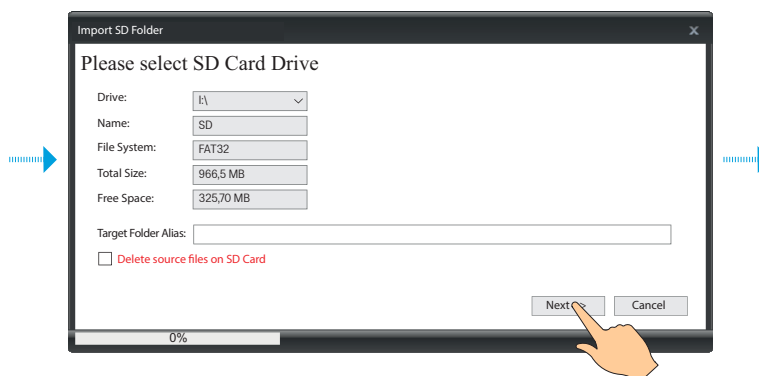 Import SD Folder x
Please select SD Card Drive
Drive: I:\
Name: SD
File System: FAT32
Total Size: 966,5 MB
Free Space: 325,70 MB
Target Folder Alias:
Delete source files on SD Card
Next > Cancel
0%